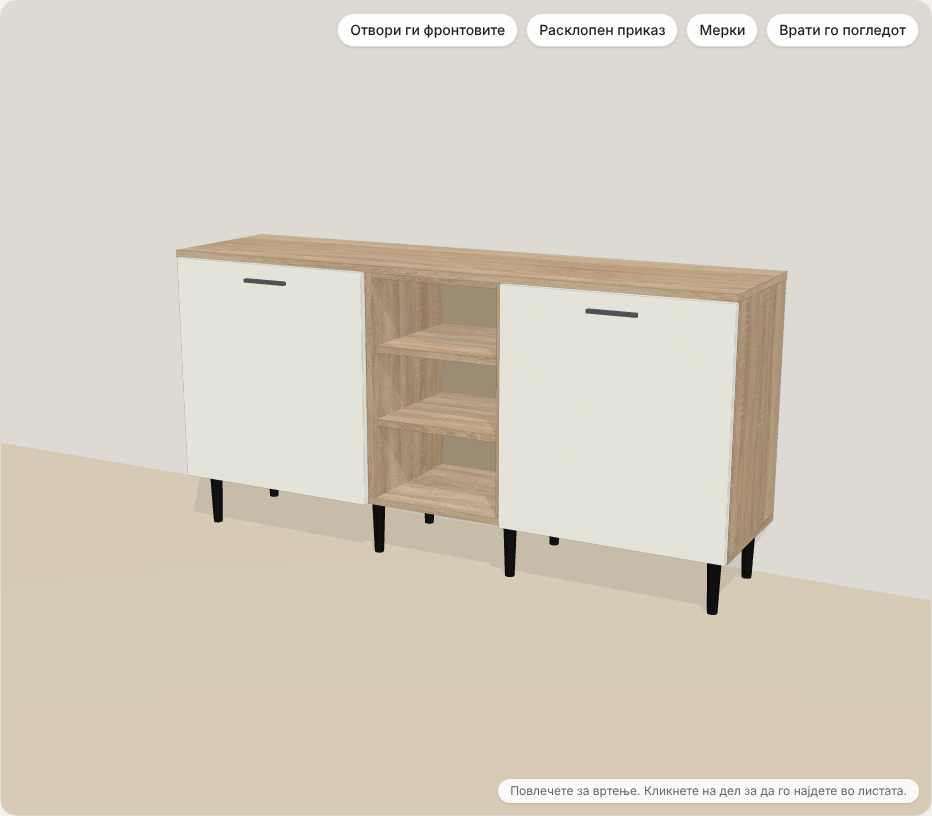 Отвори ги фронтовите
Расклопен приказ
Мерки
Врати го погледот
Повлечете за вртење. Кликнете на дел за да го најдете во листата.